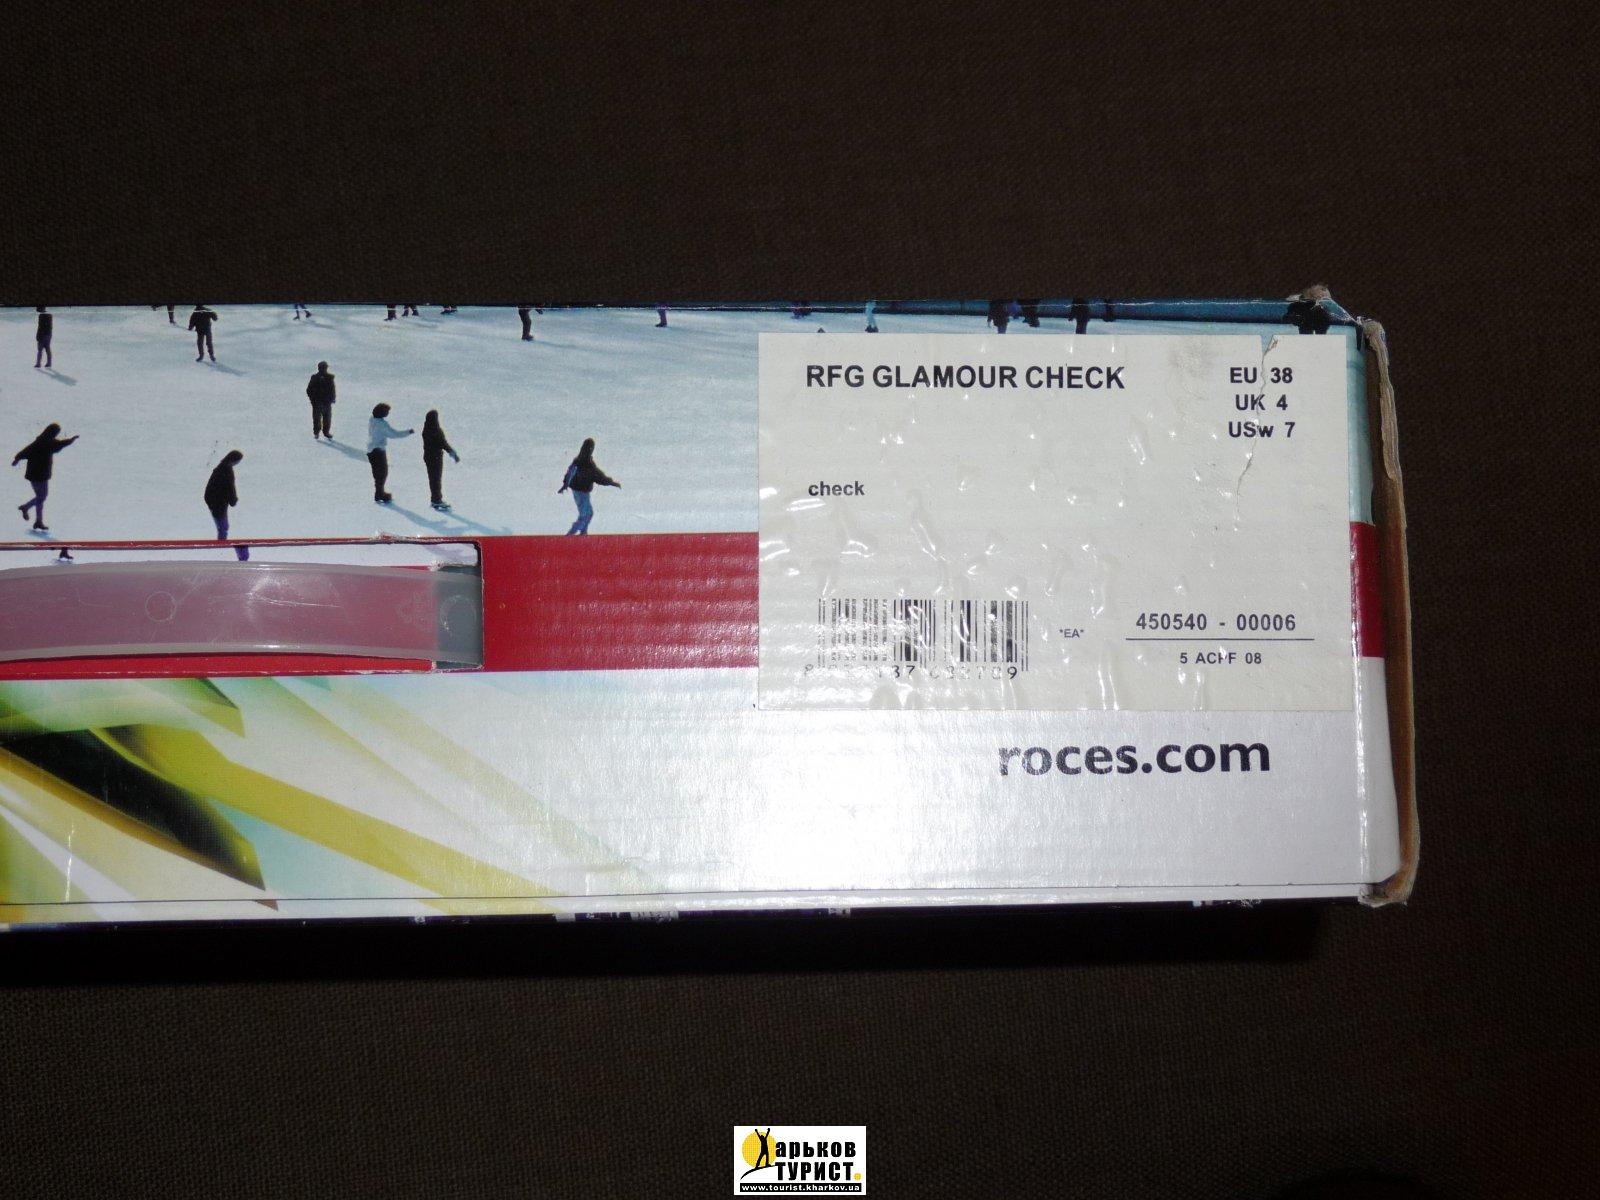 RFG GLAMOUR CHECK
EU 38
UK 4
USw 7
check
*EA*
450540 - 00006
5 ACPF 08
roces.com
Харьков
ТУРИСТ.
www.tourist.kharkov.ua